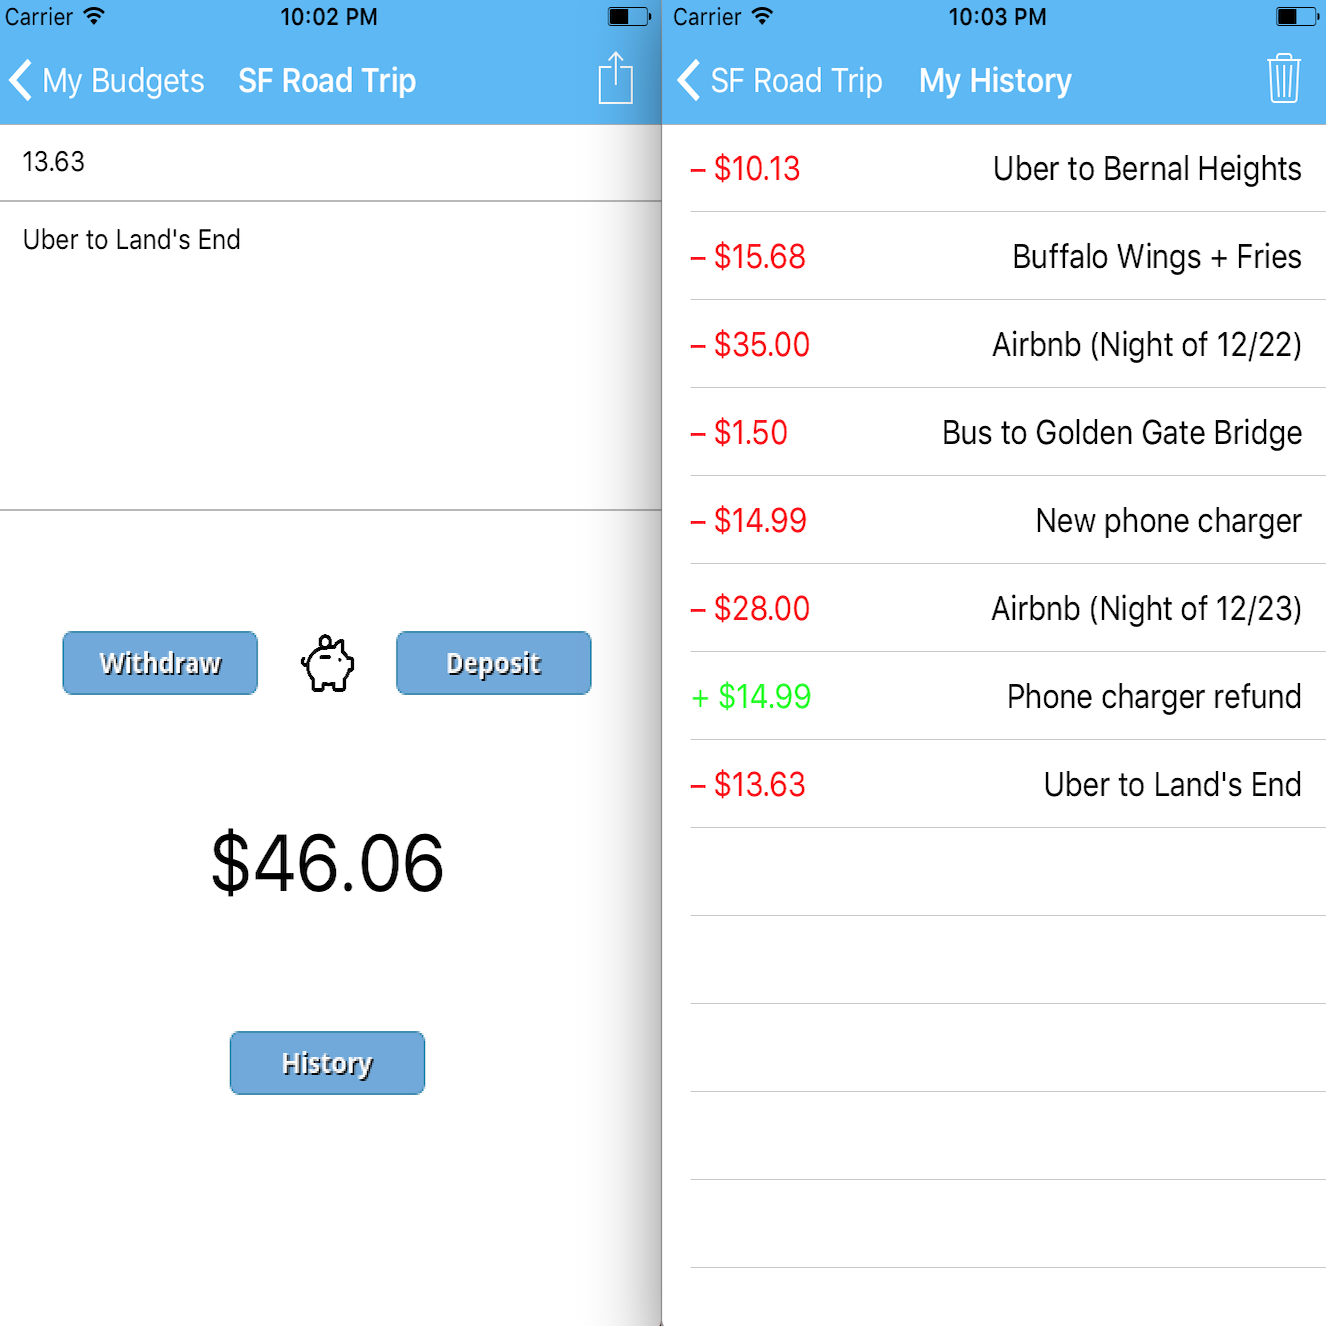 Carrier 10:02 PM
My Budgets SF Road Trip
13.63
Uber to Land's End
Withdraw Deposit
$46.06
History
Carrier 10:03 PM
SF Road Trip My History
– $10.13 Uber to Bernal Heights
– $15.68 Buffalo Wings + Fries
– $35.00 Airbnb (Night of 12/22)
– $1.50 Bus to Golden Gate Bridge
– $14.99 New phone charger
– $28.00 Airbnb (Night of 12/23)
+ $14.99 Phone charger refund
– $13.63 Uber to Land's End